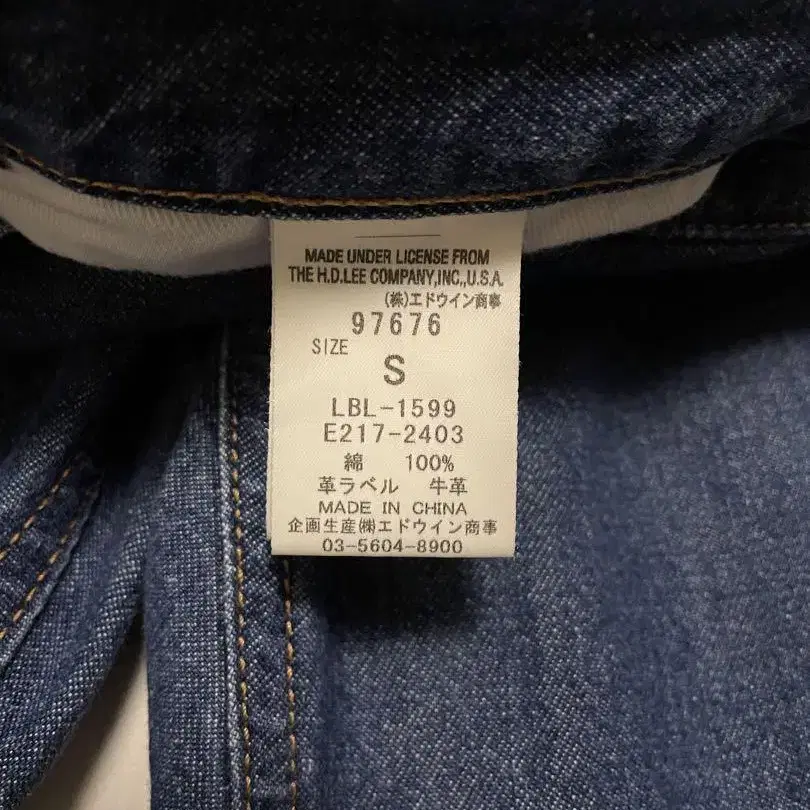 MADE UNDER LICENSE FROM
THE H.D.LEE COMPANY,INC.,U.S.A.
(株)エドウイン商事
97676
SIZE
S
LBL-1599
E217-2403
綿 100%
革ラベル 牛革
MADE IN CHINA
企画生産(株)エドウイン商事
03-5604-8900